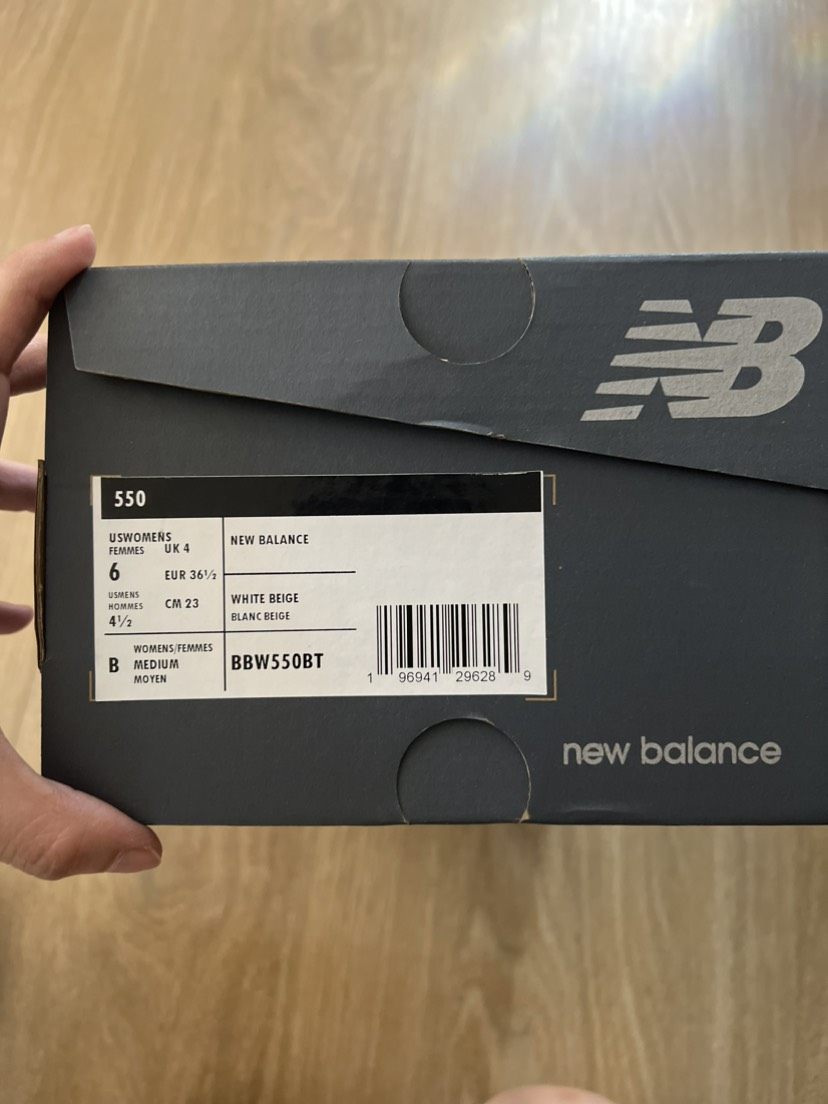 NB
550
USWOMENS
FEMMES
6
UK 4
EUR 36½
USMENS
HOMMES
4½
CM 23
B
WOMENS/FEMMES
MEDIUM
MOYEN
NEW BALANCE
WHITE BEIGE
BLANC BEIGE
BBW550BT
1 96941 29628 9
new balance